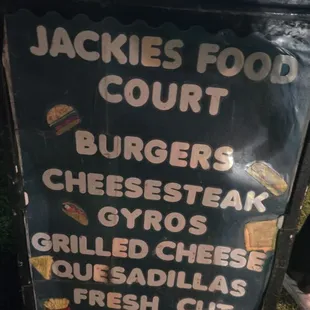 JACKIES FOOD
COURT
BURGERS
CHEESESTEAK
GYROS
GRILLED CHEESE
QUESADILLAS
FRESH CUT